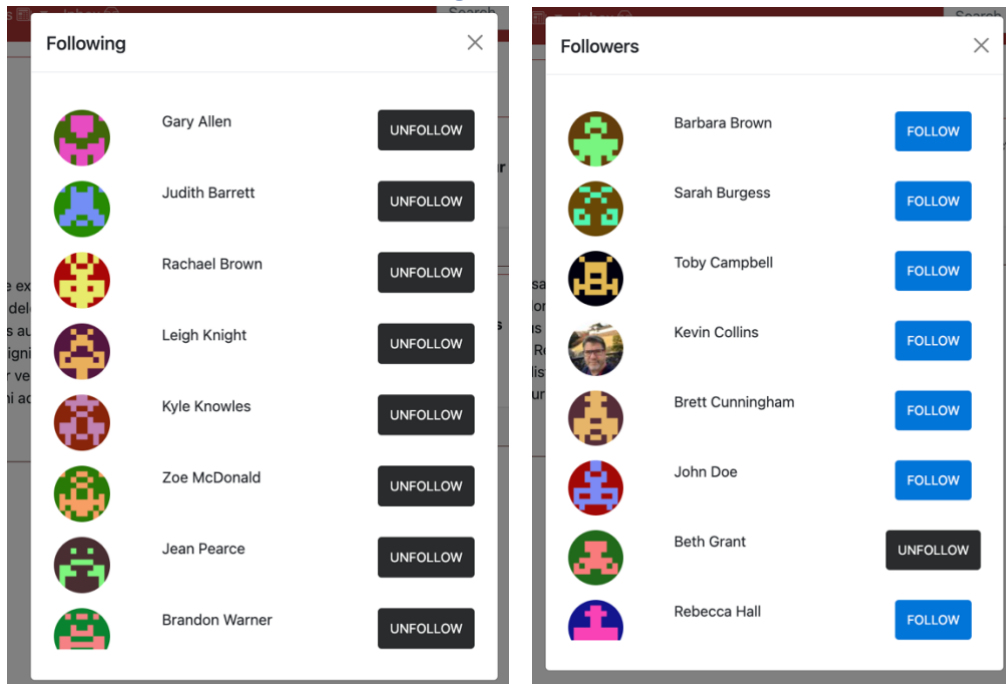 Following
Gary Allen
UNFOLLOW
Judith Barrett
UNFOLLOW
Rachael Brown
UNFOLLOW
Leigh Knight
UNFOLLOW
Kyle Knowles
UNFOLLOW
Zoe McDonald
UNFOLLOW
Jean Pearce
UNFOLLOW
Brandon Warner
UNFOLLOW
Followers
Barbara Brown
FOLLOW
Sarah Burgess
FOLLOW
Toby Campbell
FOLLOW
Kevin Collins
FOLLOW
Brett Cunningham
FOLLOW
John Doe
FOLLOW
Beth Grant
UNFOLLOW
Rebecca Hall
FOLLOW